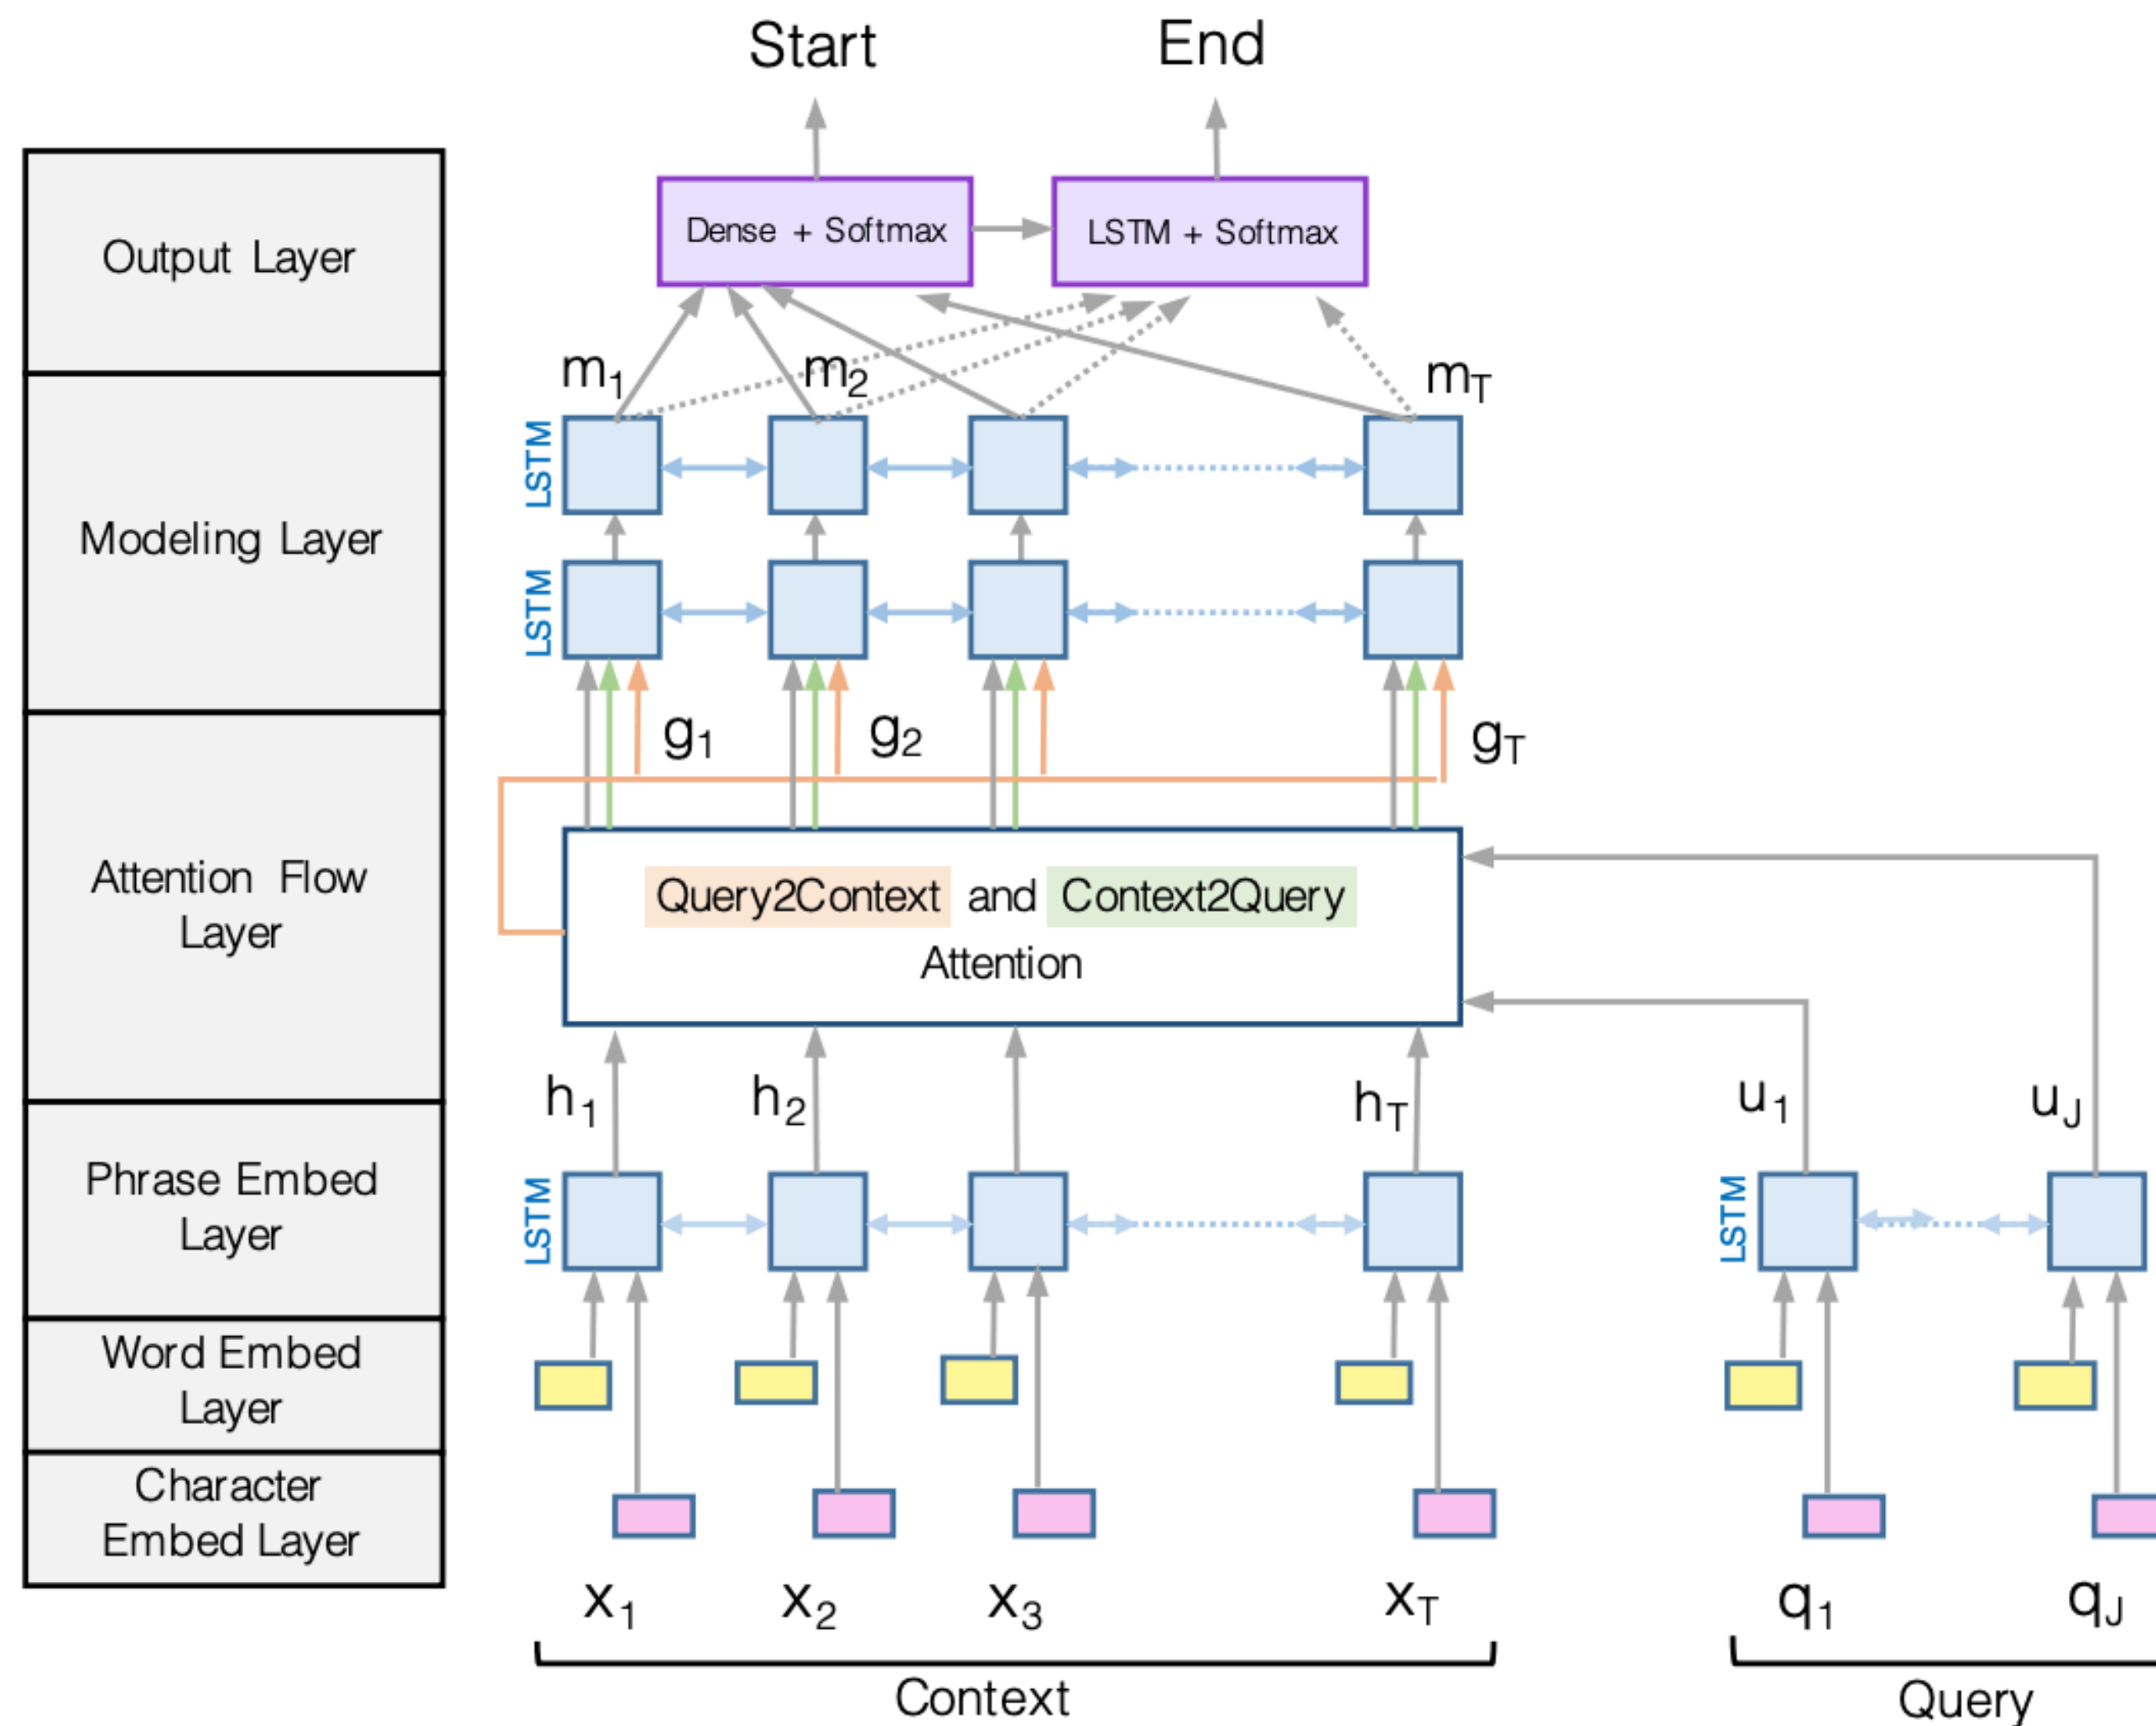 Start End
Output Layer
Dense + Softmax
LSTM + Softmax
m1 m2 mT
Modeling Layer
LSTM
LSTM
g1 g2 gT
Attention Flow
Layer
Query2Context and Context2Query
Attention
h1 h2 hT u1 uJ
Phrase Embed
Layer
LSTM
LSTM
Word Embed
Layer
Character
Embed Layer
x1 x2 x3 xT q1 qJ
Context Query